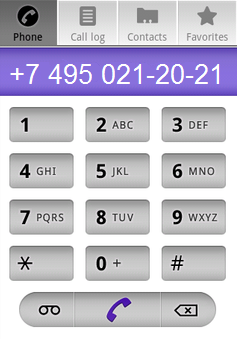 Phone Call log Contacts Favorites
+7 495 021-20-21
1 2 ABC 3 DEF
4 GHI 5 JKL 6 MNO
7 PQRS 8 TUV 9 WXYZ
* 0 + #